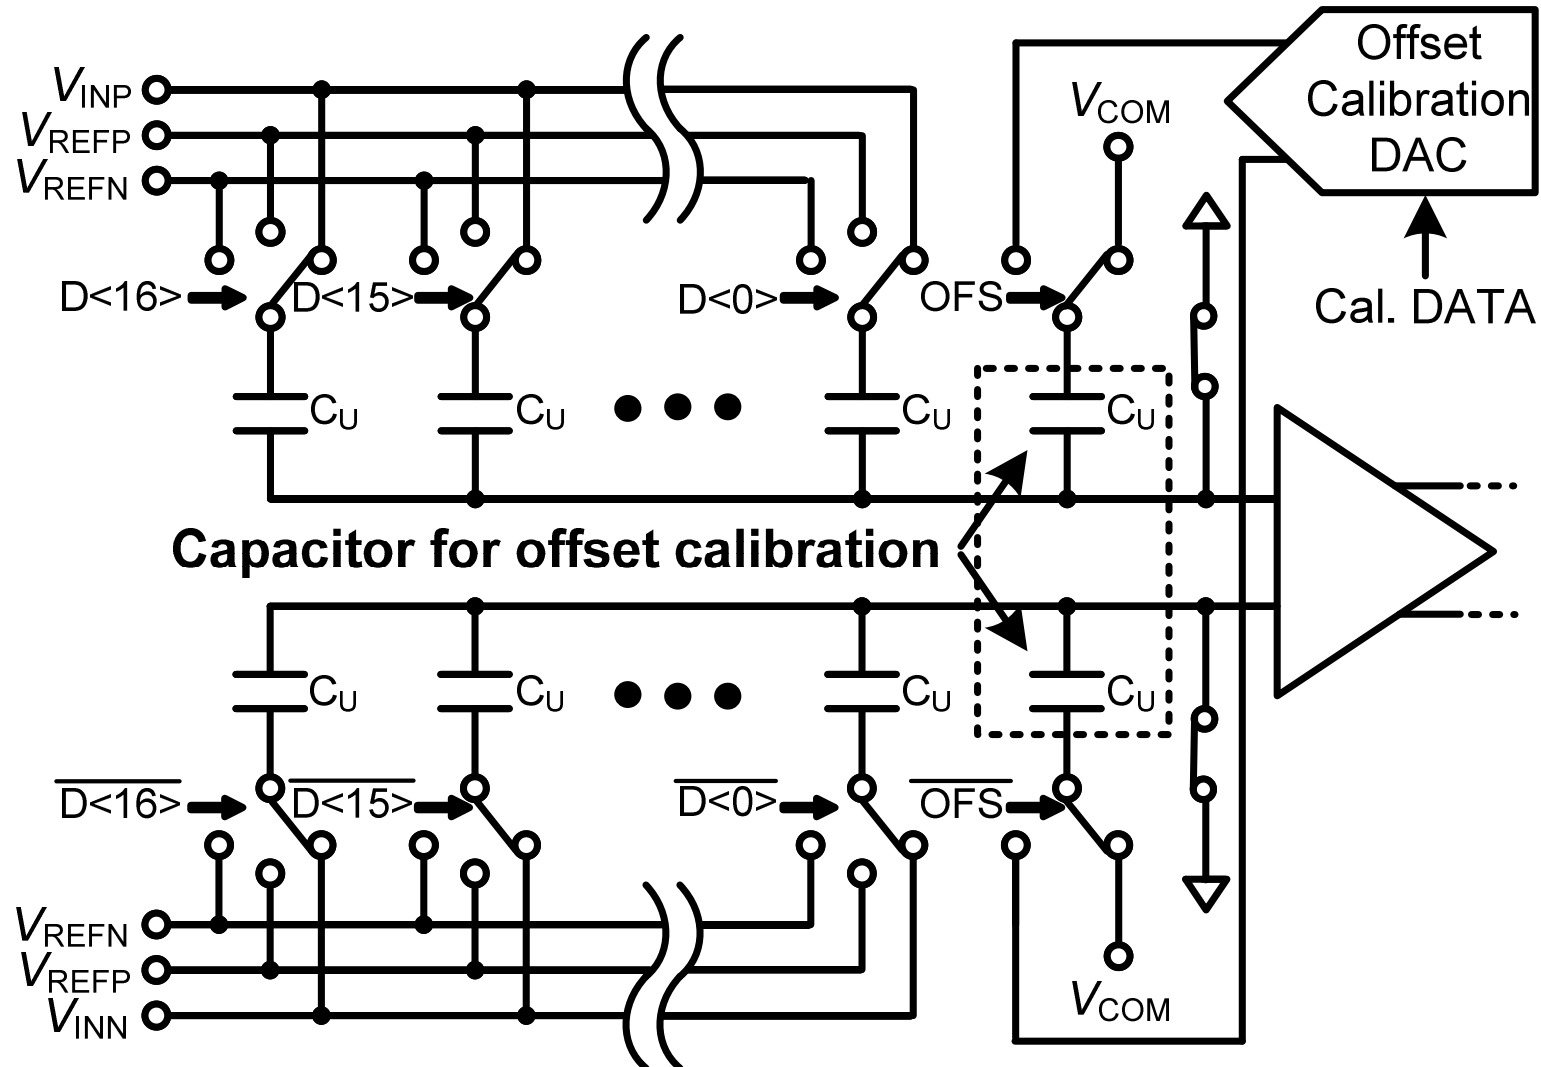 Offset
Calibration
DAC
VINP
VREFP
VREFN
VCOM
D<16>
D<15>
D<0>
OFS
Cal. DATA
CU
CU
CU
CU
Capacitor for offset calibration
CU
CU
CU
CU
D<16>
D<15>
D<0>
OFS
VREFN
VREFP
VINN
VCOM